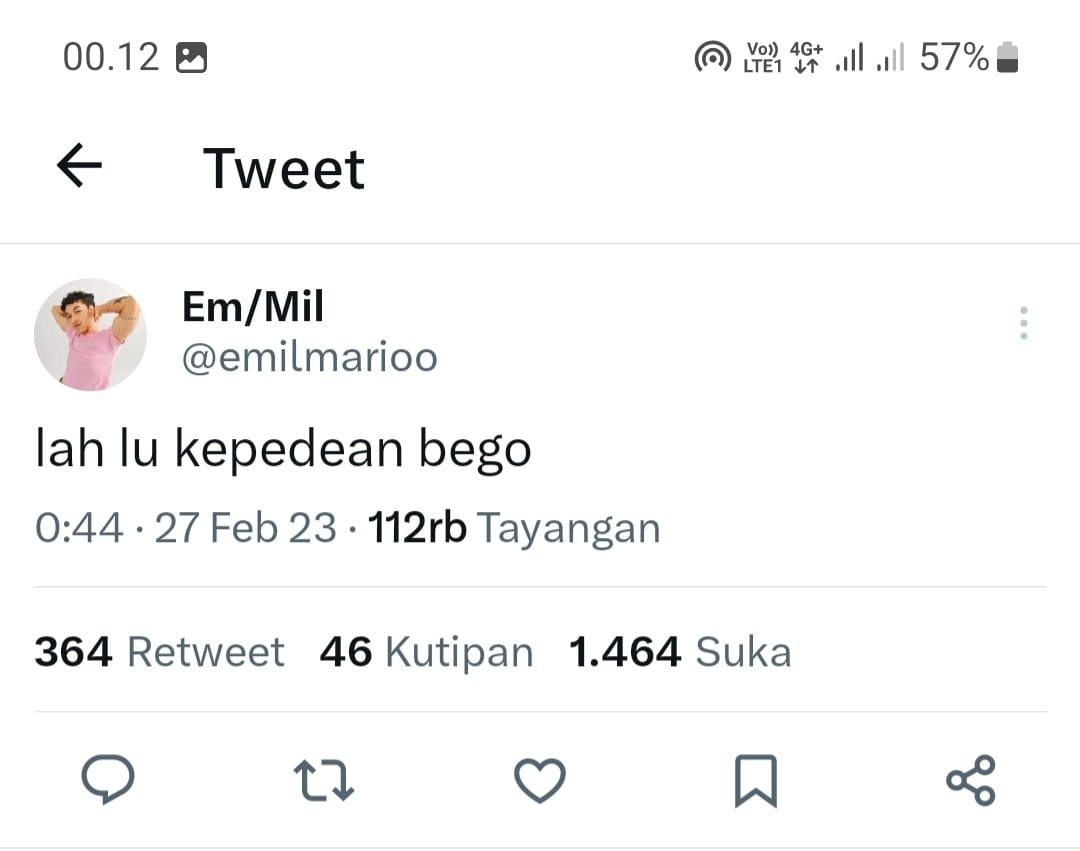 00.12 Vo)) LTE1 4G+ 57%
Tweet
Em/Mil
@emilmarioo
lah lu kepedean bego
0:44 · 27 Feb 23 · 112rb Tayangan
364 Retweet 46 Kutipan 1.464 Suka